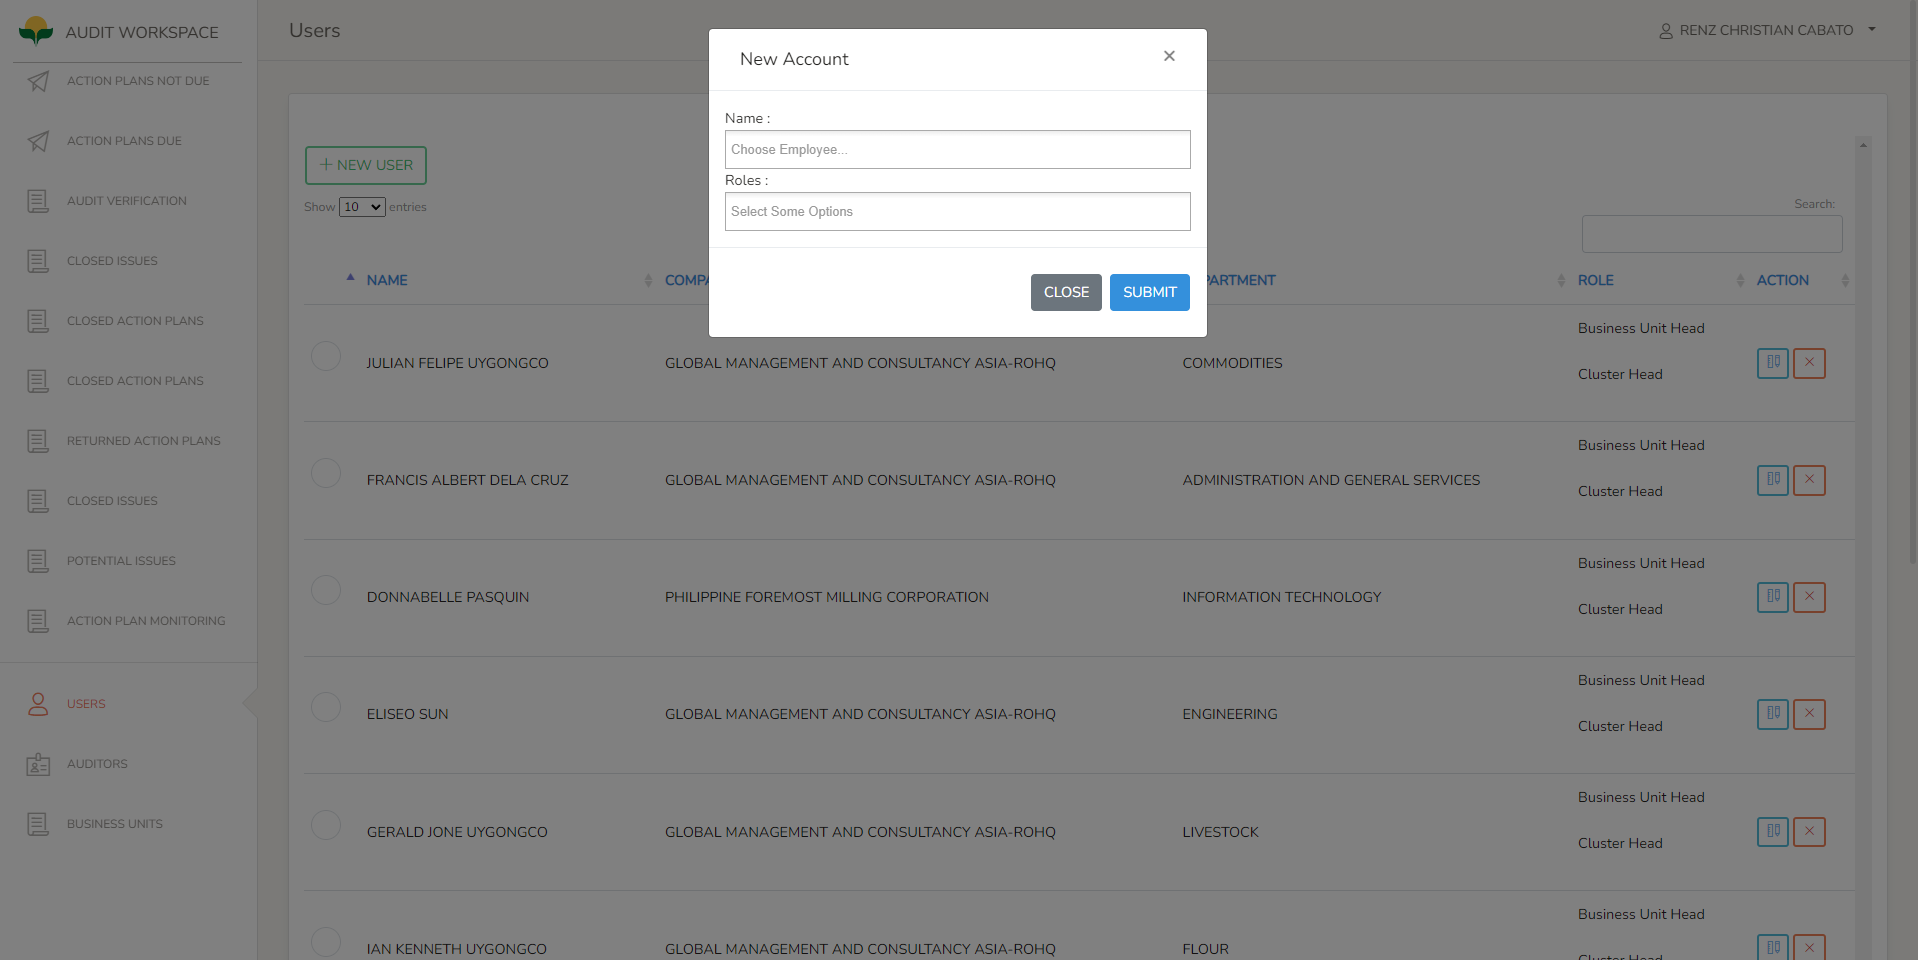 AUDIT WORKSPACE
ACTION PLANS NOT DUE
ACTION PLANS DUE
AUDIT VERIFICATION
CLOSED ISSUES
CLOSED ACTION PLANS
CLOSED ACTION PLANS
RETURNED ACTION PLANS
CLOSED ISSUES
POTENTIAL ISSUES
ACTION PLAN MONITORING
USERS
AUDITORS
BUSINESS UNITS
Users
RENZ CHRISTIAN CABATO
New Account
×
Name :
Choose Employee...
Roles :
Select Some Options
CLOSE SUBMIT
+ NEW USER
Show 10 entries
Search:
NAME COMPA PARTMENT ROLE ACTION
Business Unit Head
JULIAN FELIPE UYGONGCO GLOBAL MANAGEMENT AND CONSULTANCY ASIA-ROHQ COMMODITIES
Cluster Head
Business Unit Head
FRANCIS ALBERT DELA CRUZ GLOBAL MANAGEMENT AND CONSULTANCY ASIA-ROHQ ADMINISTRATION AND GENERAL SERVICES
Cluster Head
Business Unit Head
DONNABELLE PASQUIN PHILIPPINE FOREMOST MILLING CORPORATION INFORMATION TECHNOLOGY
Cluster Head
Business Unit Head
ELISEO SUN GLOBAL MANAGEMENT AND CONSULTANCY ASIA-ROHQ ENGINEERING
Cluster Head
Business Unit Head
GERALD JONE UYGONGCO GLOBAL MANAGEMENT AND CONSULTANCY ASIA-ROHQ LIVESTOCK
Cluster Head
Business Unit Head
IAN KENNETH UYGONGCO GLOBAL MANAGEMENT AND CONSULTANCY ASIA-ROHQ FLOUR
Cluster Head